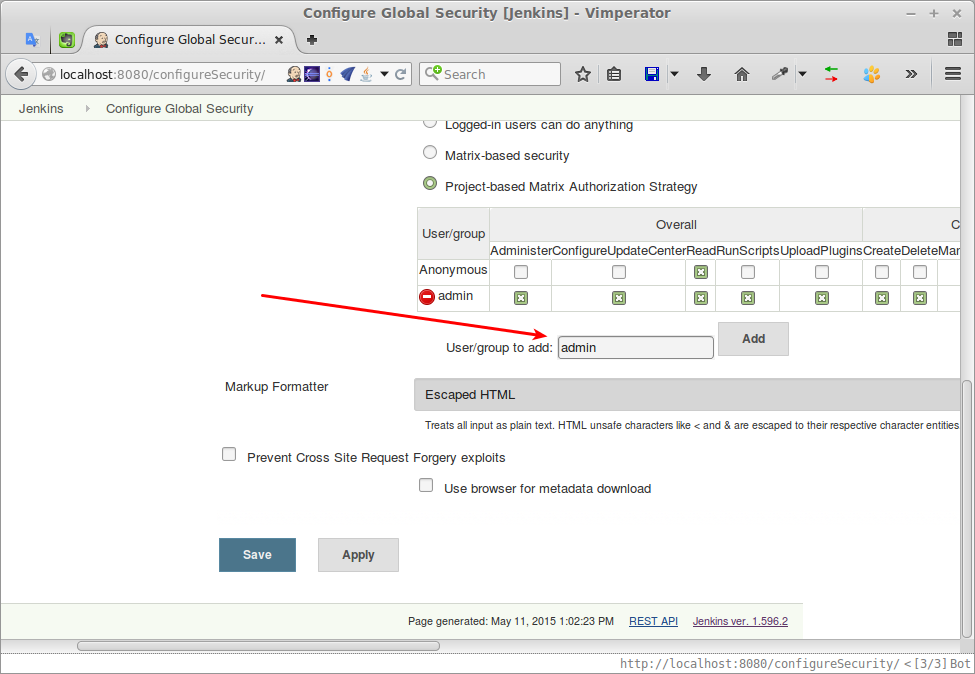 Configure Global Security [Jenkins] - Vimperator
Configure Global Secur...
localhost:8080/configureSecurity/
Search
Jenkins
Configure Global Security
Logged-in users can do anything
Matrix-based security
Project-based Matrix Authorization Strategy
User/group Overall C
Administer ConfigureUpdateCenter Read RunScripts UploadPlugins Create Delete Man
Anonymous
admin
User/group to add: admin Add
Markup Formatter Escaped HTML
Treats all input as plain text. HTML unsafe characters like < and & are escaped to their respective character entities
Prevent Cross Site Request Forgery exploits
Use browser for metadata download
Save Apply
Page generated: May 11, 2015 1:02:23 PM REST API Jenkins ver. 1.596.2
http://localhost:8080/configureSecurity/ <[3/3] Bot